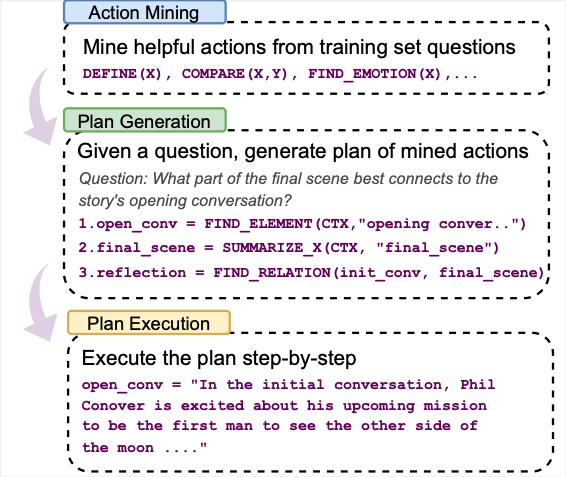 Action Mining
Mine helpful actions from training set questions
DEFINE(X), COMPARE(X,Y), FIND_EMOTION(X),...
Plan Generation
Given a question, generate plan of mined actions
Question: What part of the final scene best connects to the
story's opening conversation?
1.open_conv = FIND_ELEMENT(CTX,"opening conver..")
2.final_scene = SUMMARIZE_X(CTX, "final_scene")
3.reflection = FIND_RELATION(init_conv, final_scene)
Plan Execution
Execute the plan step-by-step
open_conv = "In the initial conversation, Phil
Conover is excited about his upcoming mission
to be the first man to see the other side of
the moon ...."